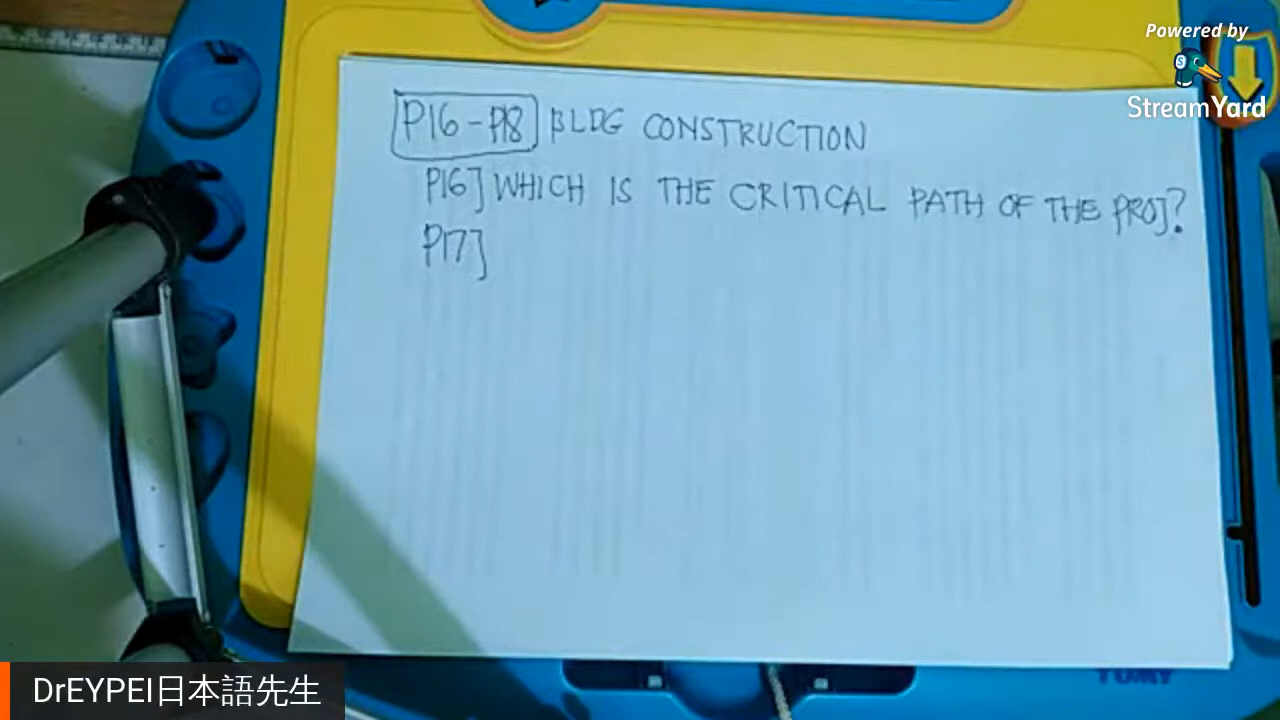 Powered by
StreamYard
P16-P18 BLDG CONSTRUCTION
P16] WHICH IS THE CRITICAL PATH OF THE PROJ?
P17]
TOMY
DrEYPEI日本語先生